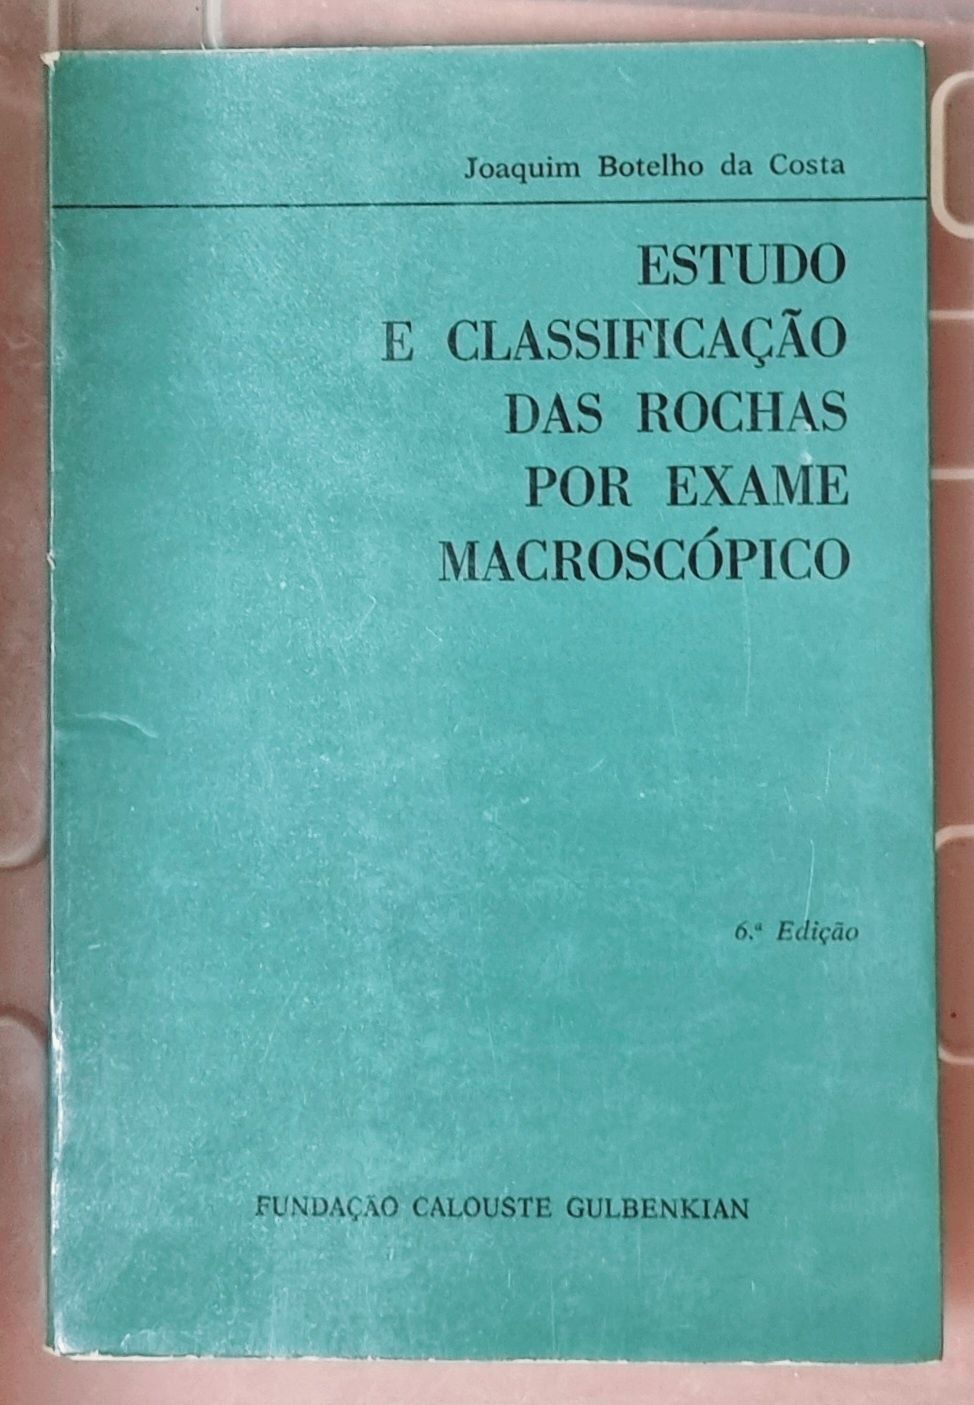 Joaquim Botelho da Costa
ESTUDO
E CLASSIFICAÇÃO
DAS ROCHAS
POR EXAME
MACROSCÓPICO
6.ª Edição
FUNDAÇÃO CALOUSTE GULBENKIAN